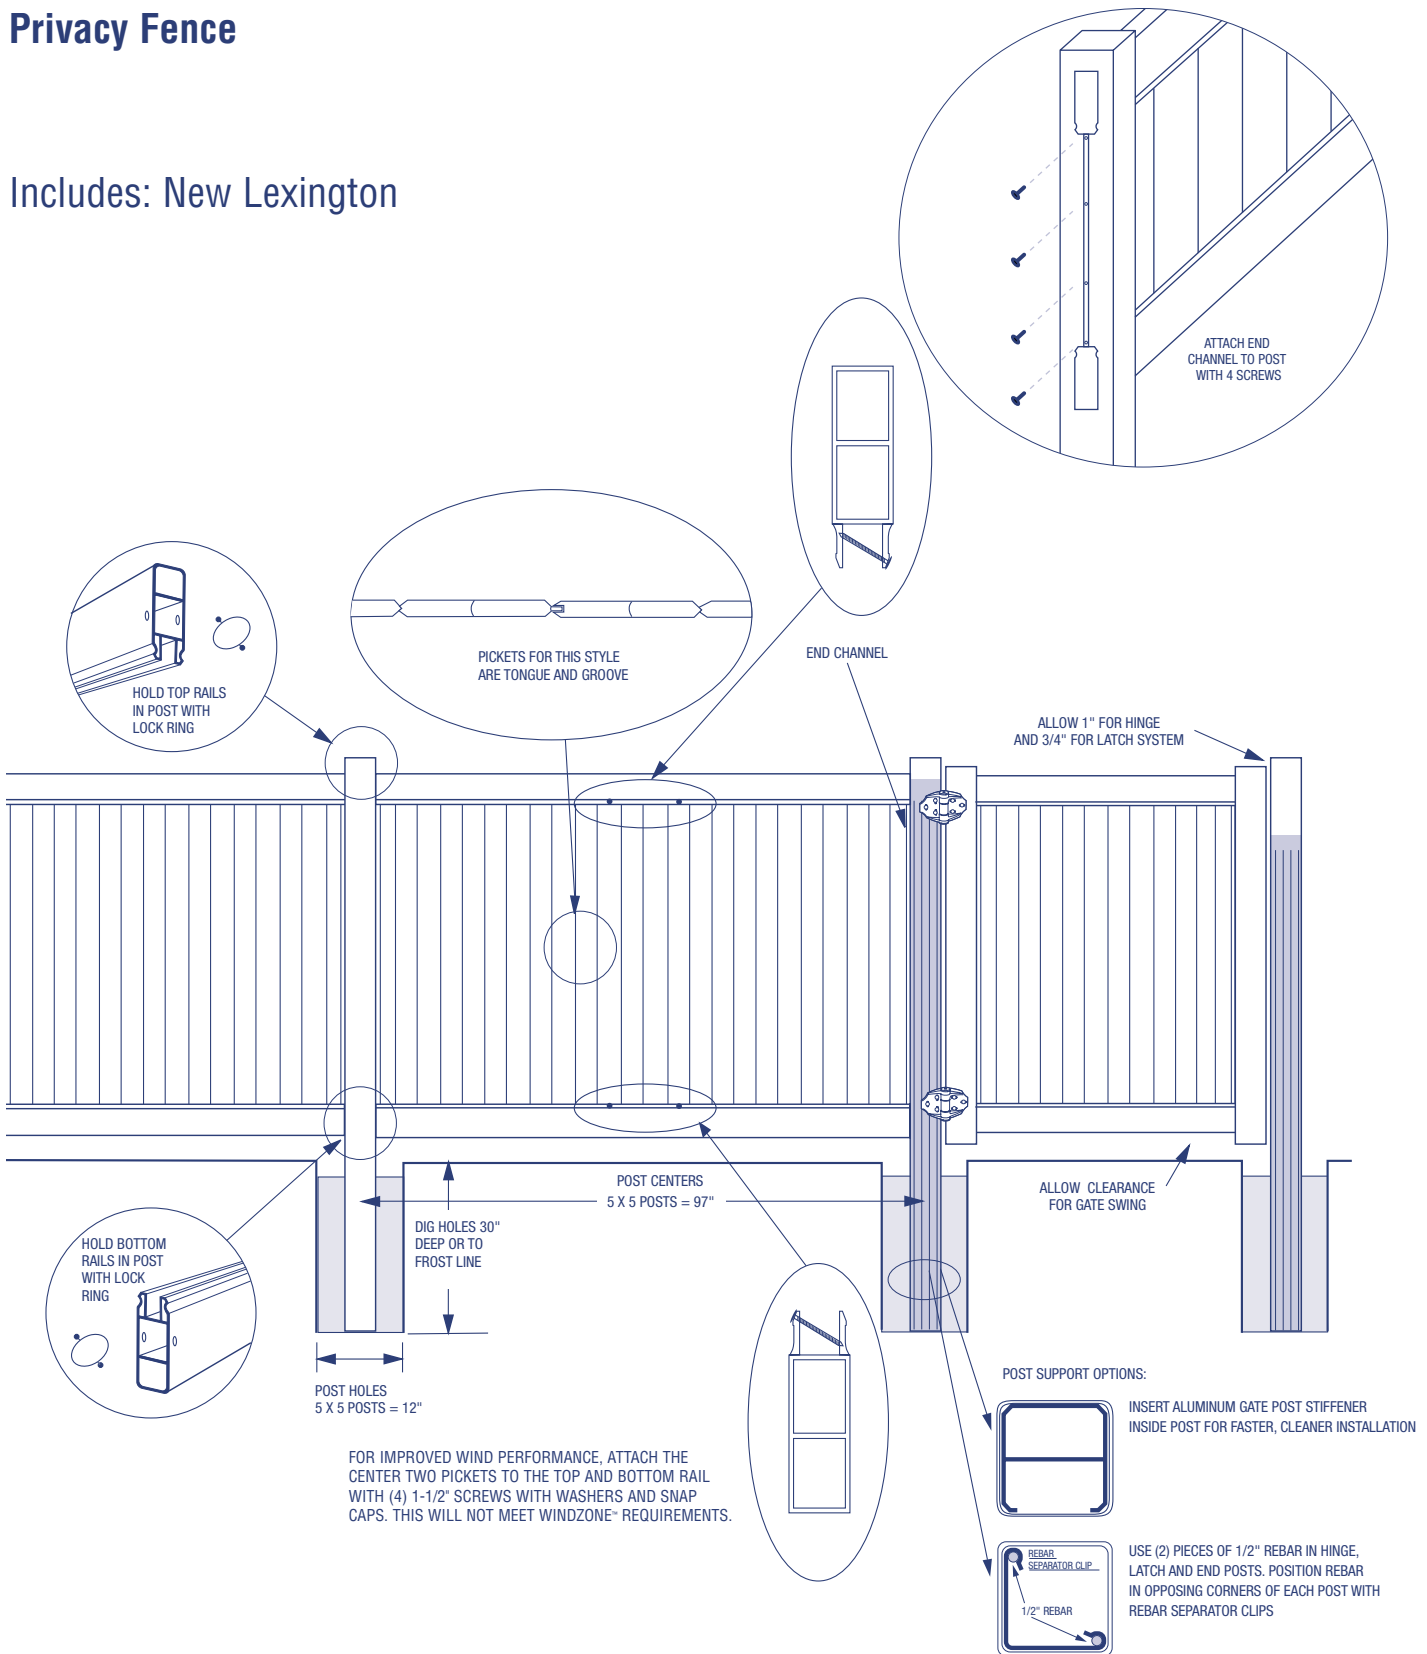 Privacy Fence
Includes: New Lexington
ATTACH END
CHANNEL TO POST
WITH 4 SCREWS
PICKETS FOR THIS STYLE
ARE TONGUE AND GROOVE
END CHANNEL
HOLD TOP RAILS
IN POST WITH
LOCK RING
ALLOW 1" FOR HINGE
AND 3/4" FOR LATCH SYSTEM
POST CENTERS
5 X 5 POSTS = 97"
ALLOW CLEARANCE
FOR GATE SWING
DIG HOLES 30"
DEEP OR TO
FROST LINE
HOLD BOTTOM
RAILS IN POST
WITH LOCK
RING
POST HOLES
5 X 5 POSTS = 12"
FOR IMPROVED WIND PERFORMANCE, ATTACH THE
CENTER TWO PICKETS TO THE TOP AND BOTTOM RAIL
WITH (4) 1-1/2" SCREWS WITH WASHERS AND SNAP
CAPS. THIS WILL NOT MEET WINDZONE™ REQUIREMENTS.
POST SUPPORT OPTIONS:
INSERT ALUMINUM GATE POST STIFFENER
INSIDE POST FOR FASTER, CLEANER INSTALLATION
REBAR
SEPARATOR CLIP
1/2" REBAR
USE (2) PIECES OF 1/2" REBAR IN HINGE,
LATCH AND END POSTS. POSITION REBAR
IN OPPOSING CORNERS OF EACH POST WITH
REBAR SEPARATOR CLIPS